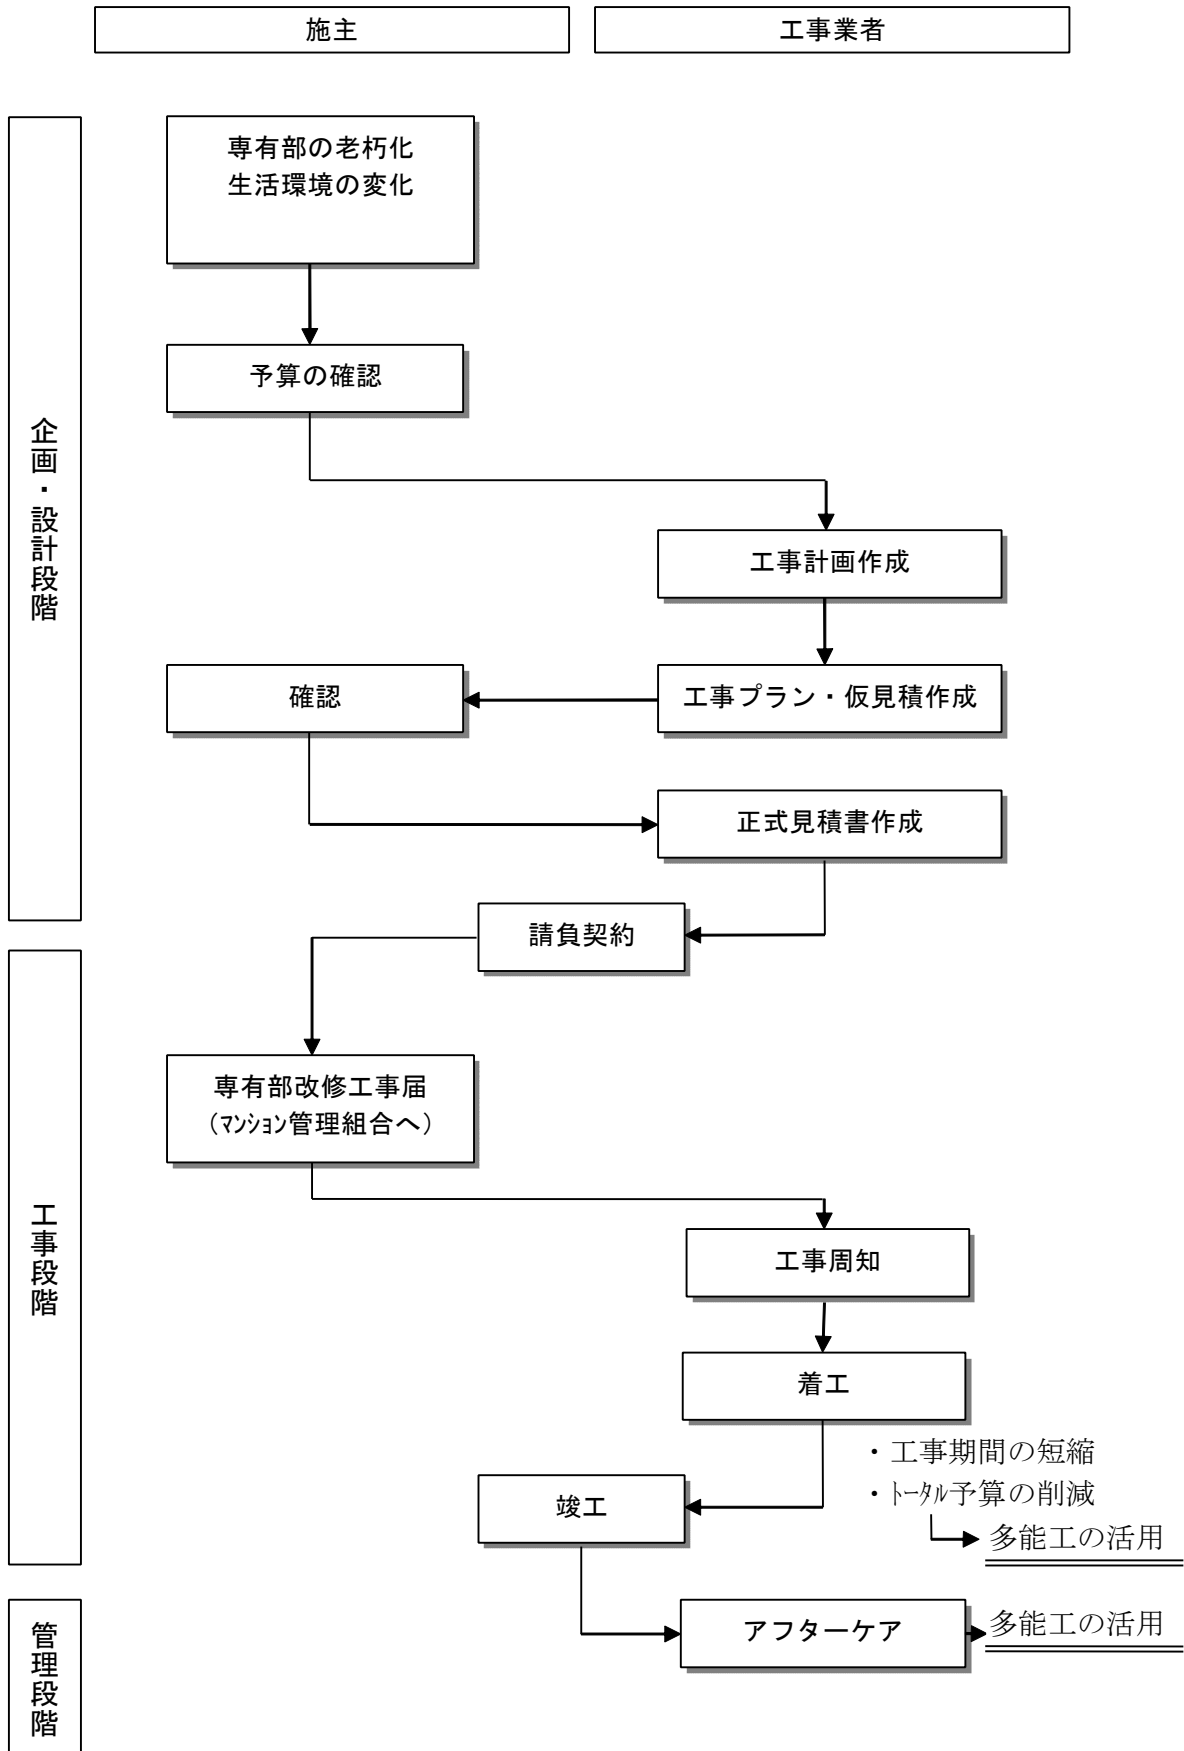 施主
工事業者
専有部の老朽化
生活環境の変化
予算の確認
企画・設計段階
工事計画作成
確認
工事プラン・仮見積作成
正式見積書作成
請負契約
専有部改修工事届
（ﾏﾝｼｮﾝ管理組合へ）
工事段階
工事周知
着工
・工事期間の短縮
・ﾄｰﾀﾙ予算の削減
竣工
多能工の活用
アフターケア
多能工の活用
管理段階